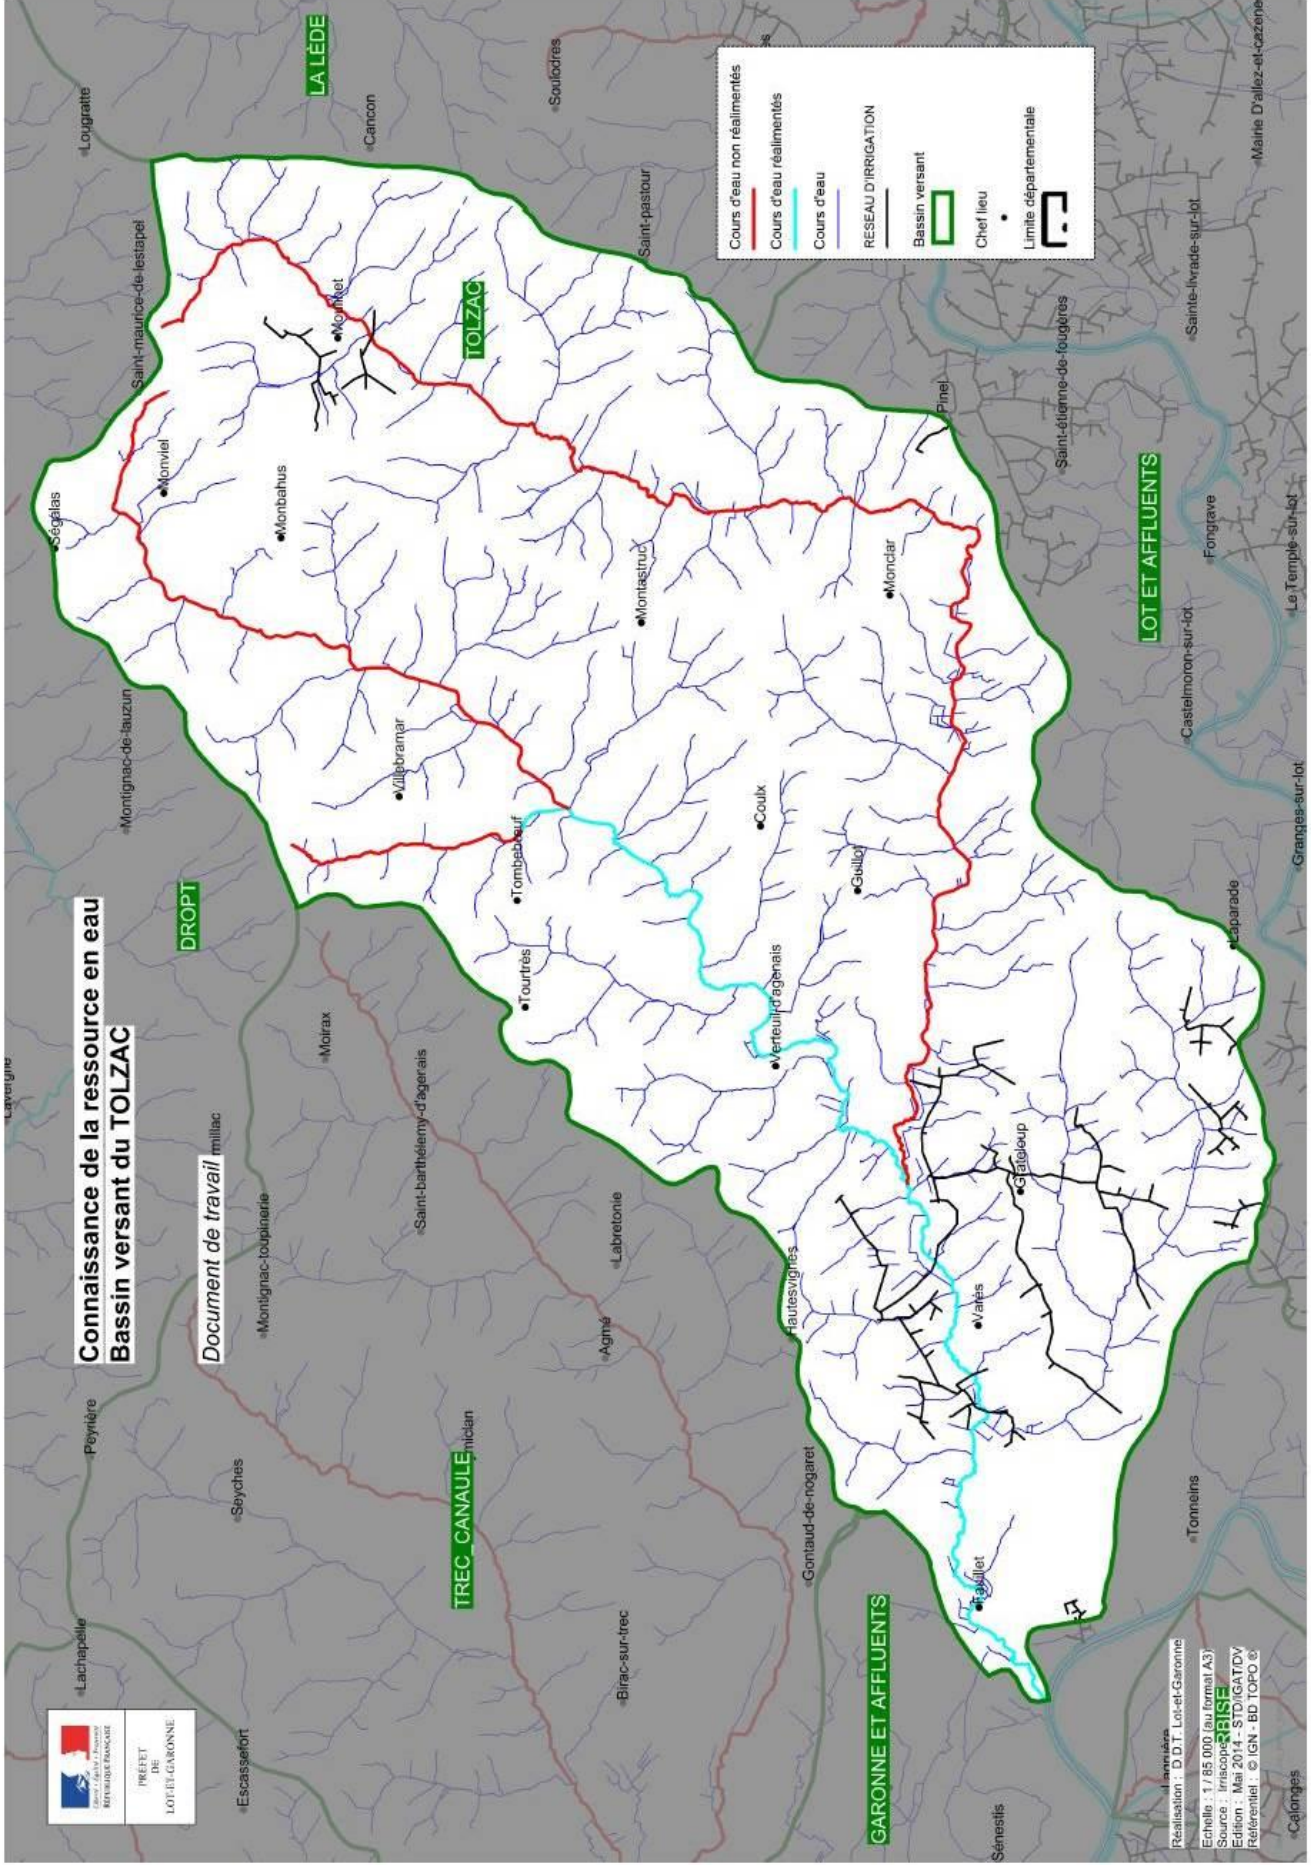 Connaissance de la ressource en eau
Bassin versant du TOLZAC
Document de travail
PRÉFET
DE
LOT-ET-GARONNE
Cours d'eau non réalimentés
Cours d'eau réalimentés
Cours d'eau
RESEAU D'IRRIGATION
Bassin versant
Chef lieu
Limite départementale
LA LÈDE
TOLZAC
DROPT
LOT ET AFFLUENTS
TREC_CANAULE
GARONNE ET AFFLUENTS
Lougratte
Cancon
Soulodres
Saint-pastour
Saint-maurice-de-lestapel
Ségalas
Monviel
Monbahus
Montignac-de-lauzun
Villebramar
Tombebœuf
Tourtrès
Montastruc
Monclar
Pinel
Coulx
Guillot
Verteuil-d'agenais
Saint-étienne-de-fougères
Sainte-livrade-sur-lot
Mairie D'allez-et-cazene
Fongrave
Le Temple-sur-lot
Castelmoron-sur-lot
Granges-sur-lot
Laparade
Moirax
Saint-barthélemy-d'agenais
Montignac-toupinerie
millac
Labretonie
Agmé
Hautesvignes
Grateloup
Varès
Peyrière
Seyches
miclan
Gontaud-de-nogaret
Tonneins
Lachapelle
Birac-sur-trec
Escassefort
Sénestis
Calonges
RBISE
Réalisation : D.D.T. Lot-et-Garonne
Echelle : 1 / 85 000 (au format A3)
Source : Irriscope
Edition : Mai 2014 - STD/IGAT/DV
Référentiel : © IGN - BD TOPO ®